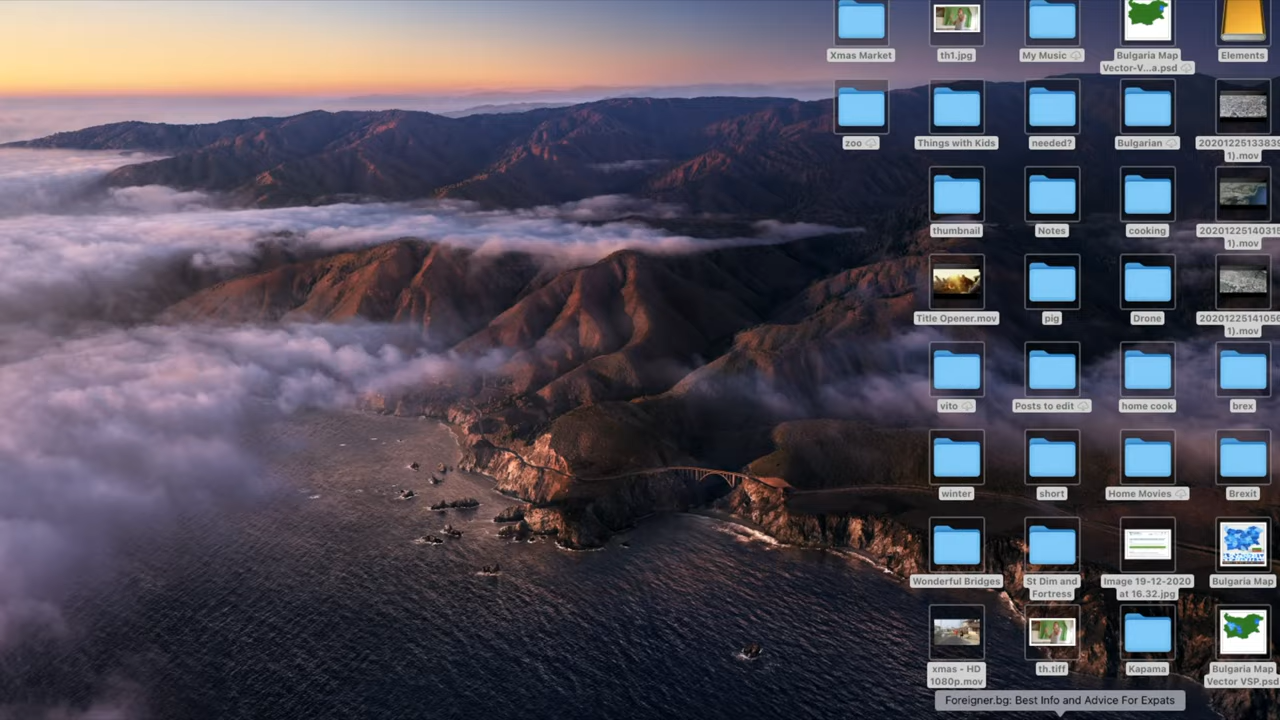 Xmas Market
th1.jpg
My Music
Bulgaria Map
Vector-V...a.psd
Elements
zoo
Things with Kids
needed?
Bulgarian
20201225133839
1).mov
thumbnail
Notes
cooking
20201225140315
1).mov
Title Opener.mov
pig
Drone
20201225141056
1).mov
vito
Posts to edit
home cook
brex
winter
short
Home Movies
Brexit
Wonderful Bridges
St Dim and
Fortress
Image 19-12-2020
at 16.32.jpg
Bulgaria Map
xmas - HD
1080p.mov
th.tiff
Kapama
Bulgaria Map
Vector VSP.psd
Foreigner.bg: Best Info and Advice For Expats